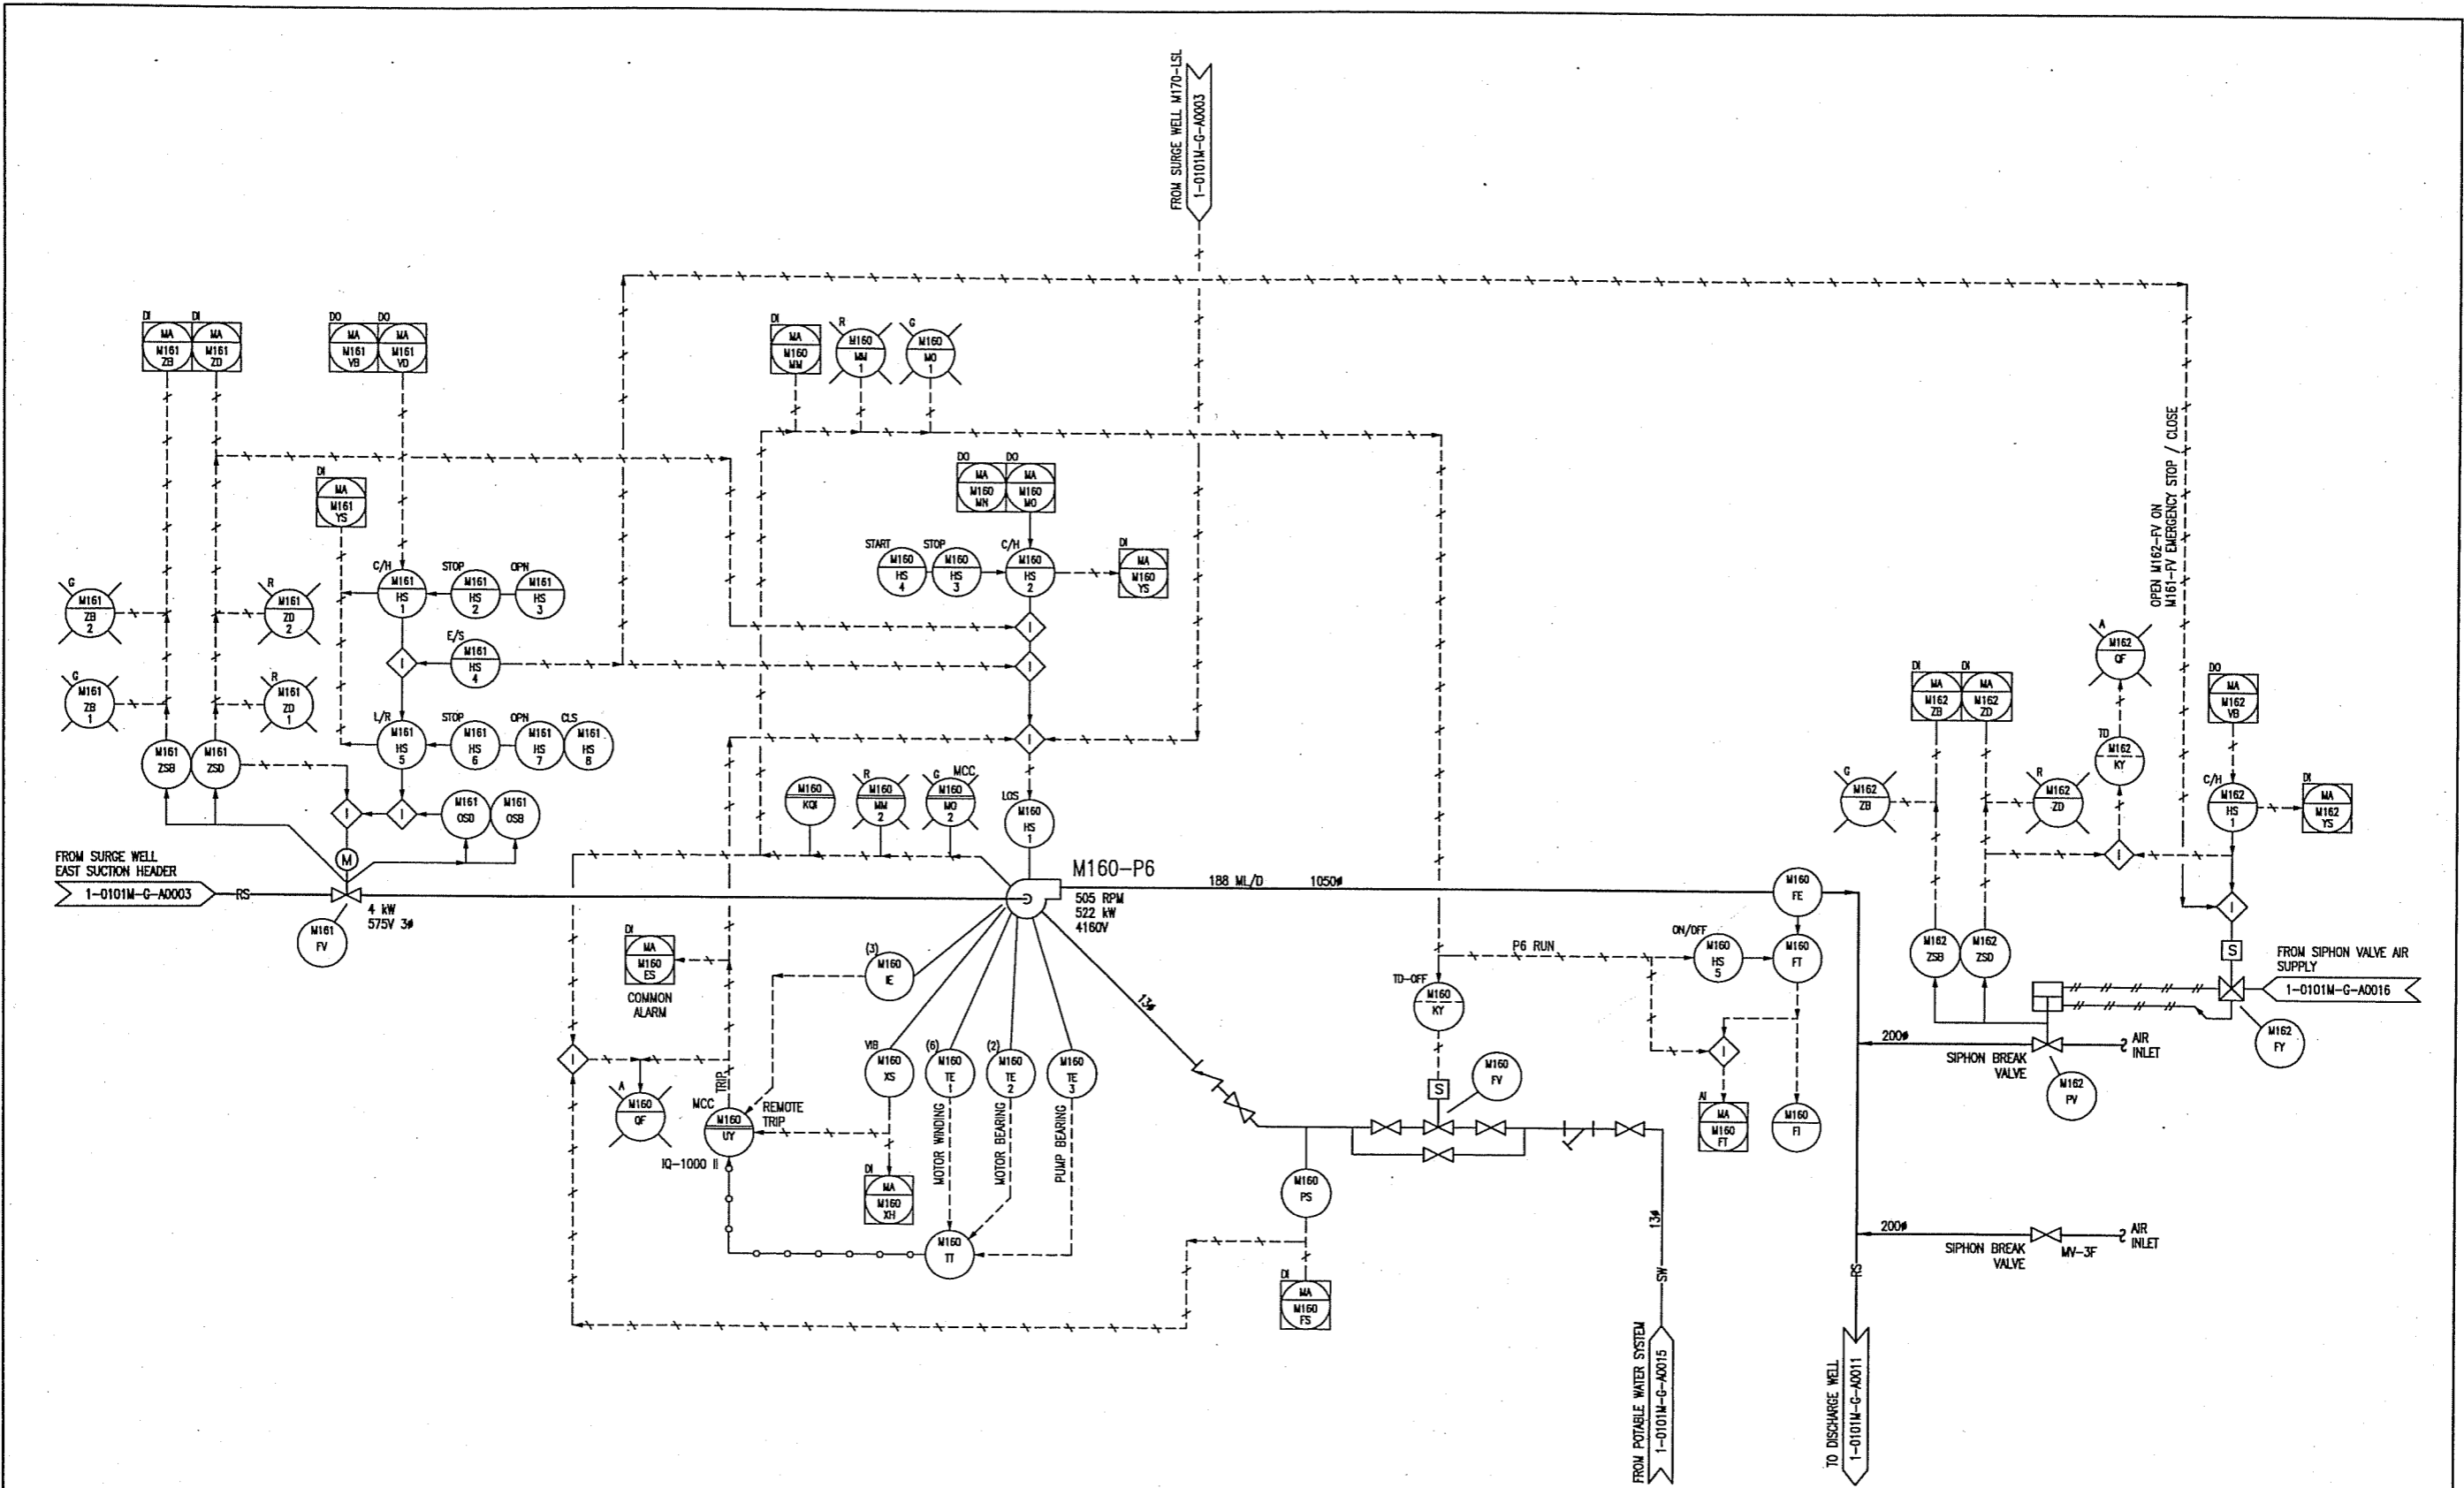 FROM SURGE WELL M170-LSL
1-0101M-G-A0003
DI
MA
M161
ZB
DI
MA
M161
ZD
DO
MA
M161
VB
DO
MA
M161
VD
DI
MA
M160
MM
R
M160
MM
1
G
M160
MO
1
DI
MA
M161
YS
DO
MA
M160
MN
DO
MA
M160
MO
START
M160
HS
4
STOP
M160
HS
3
C/H
M160
HS
2
DI
MA
M160
YS
C/H
M161
HS
1
STOP
M161
HS
2
OPN
M161
HS
3
G
M161
ZB
2
R
M161
ZD
2
E/S
M161
HS
4
I
I
I
G
M161
ZB
1
R
M161
ZD
1
L/R
M161
HS
5
STOP
M161
HS
6
OPN
M161
HS
7
CLS
M161
HS
8
I
M161
ZSB
M161
ZSD
I
I
M161
OSD
M161
OSB
M
M160
KQI
R
M160
MM
2
G
MCC
M160
MO
2
LOS
M160
HS
1
OPEN M162-FV ON
M161-FV EMERGENCY STOP / CLOSE
A
M162
QF
TD
M162
KY
DI
MA
M162
ZB
DI
MA
M162
ZD
DO
MA
M162
VB
G
M162
ZB
R
M162
ZD
C/H
M162
HS
1
DI
MA
M162
YS
I
I
FROM SURGE WELL
EAST SUCTION HEADER
1-0101M-G-A0003
RS
4 kW
575V 3ø
M161
FV
M160-P6
505 RPM
522 kW
4160V
188 ML/D
1050ø
M160
FE
P6 RUN
ON/OFF
M160
HS
5
M160
FT
TD-OFF
M160
KY
S
M160
FV
I
AI
MA
M160
FT
M160
FI
M162
ZSB
M162
ZSD
S
FROM SIPHON VALVE AIR
SUPPLY
1-0101M-G-A0016
M162
FY
200ø
SIPHON BREAK
VALVE
AIR
INLET
M162
PV
DI
MA
M160
ES
COMMON
ALARM
(3)
M160
IE
13ø
I
A
M160
QF
TRIP
MCC
M160
UY
REMOTE
TRIP
IQ-1000 II
VIB
M160
XS
(6)
M160
TE
1
(2)
M160
TE
2
M160
TE
3
MOTOR WINDING
MOTOR BEARING
PUMP BEARING
DI
MA
M160
XH
M160
TT
M160
PS
DI
MA
M160
FS
13ø
SW
FROM POTABLE WATER SYSTEM
1-0101M-G-A0015
200ø
SIPHON BREAK
VALVE
MV-3F
AIR
INLET
RS
TO DISCHARGE WELL
1-0101M-G-A0011